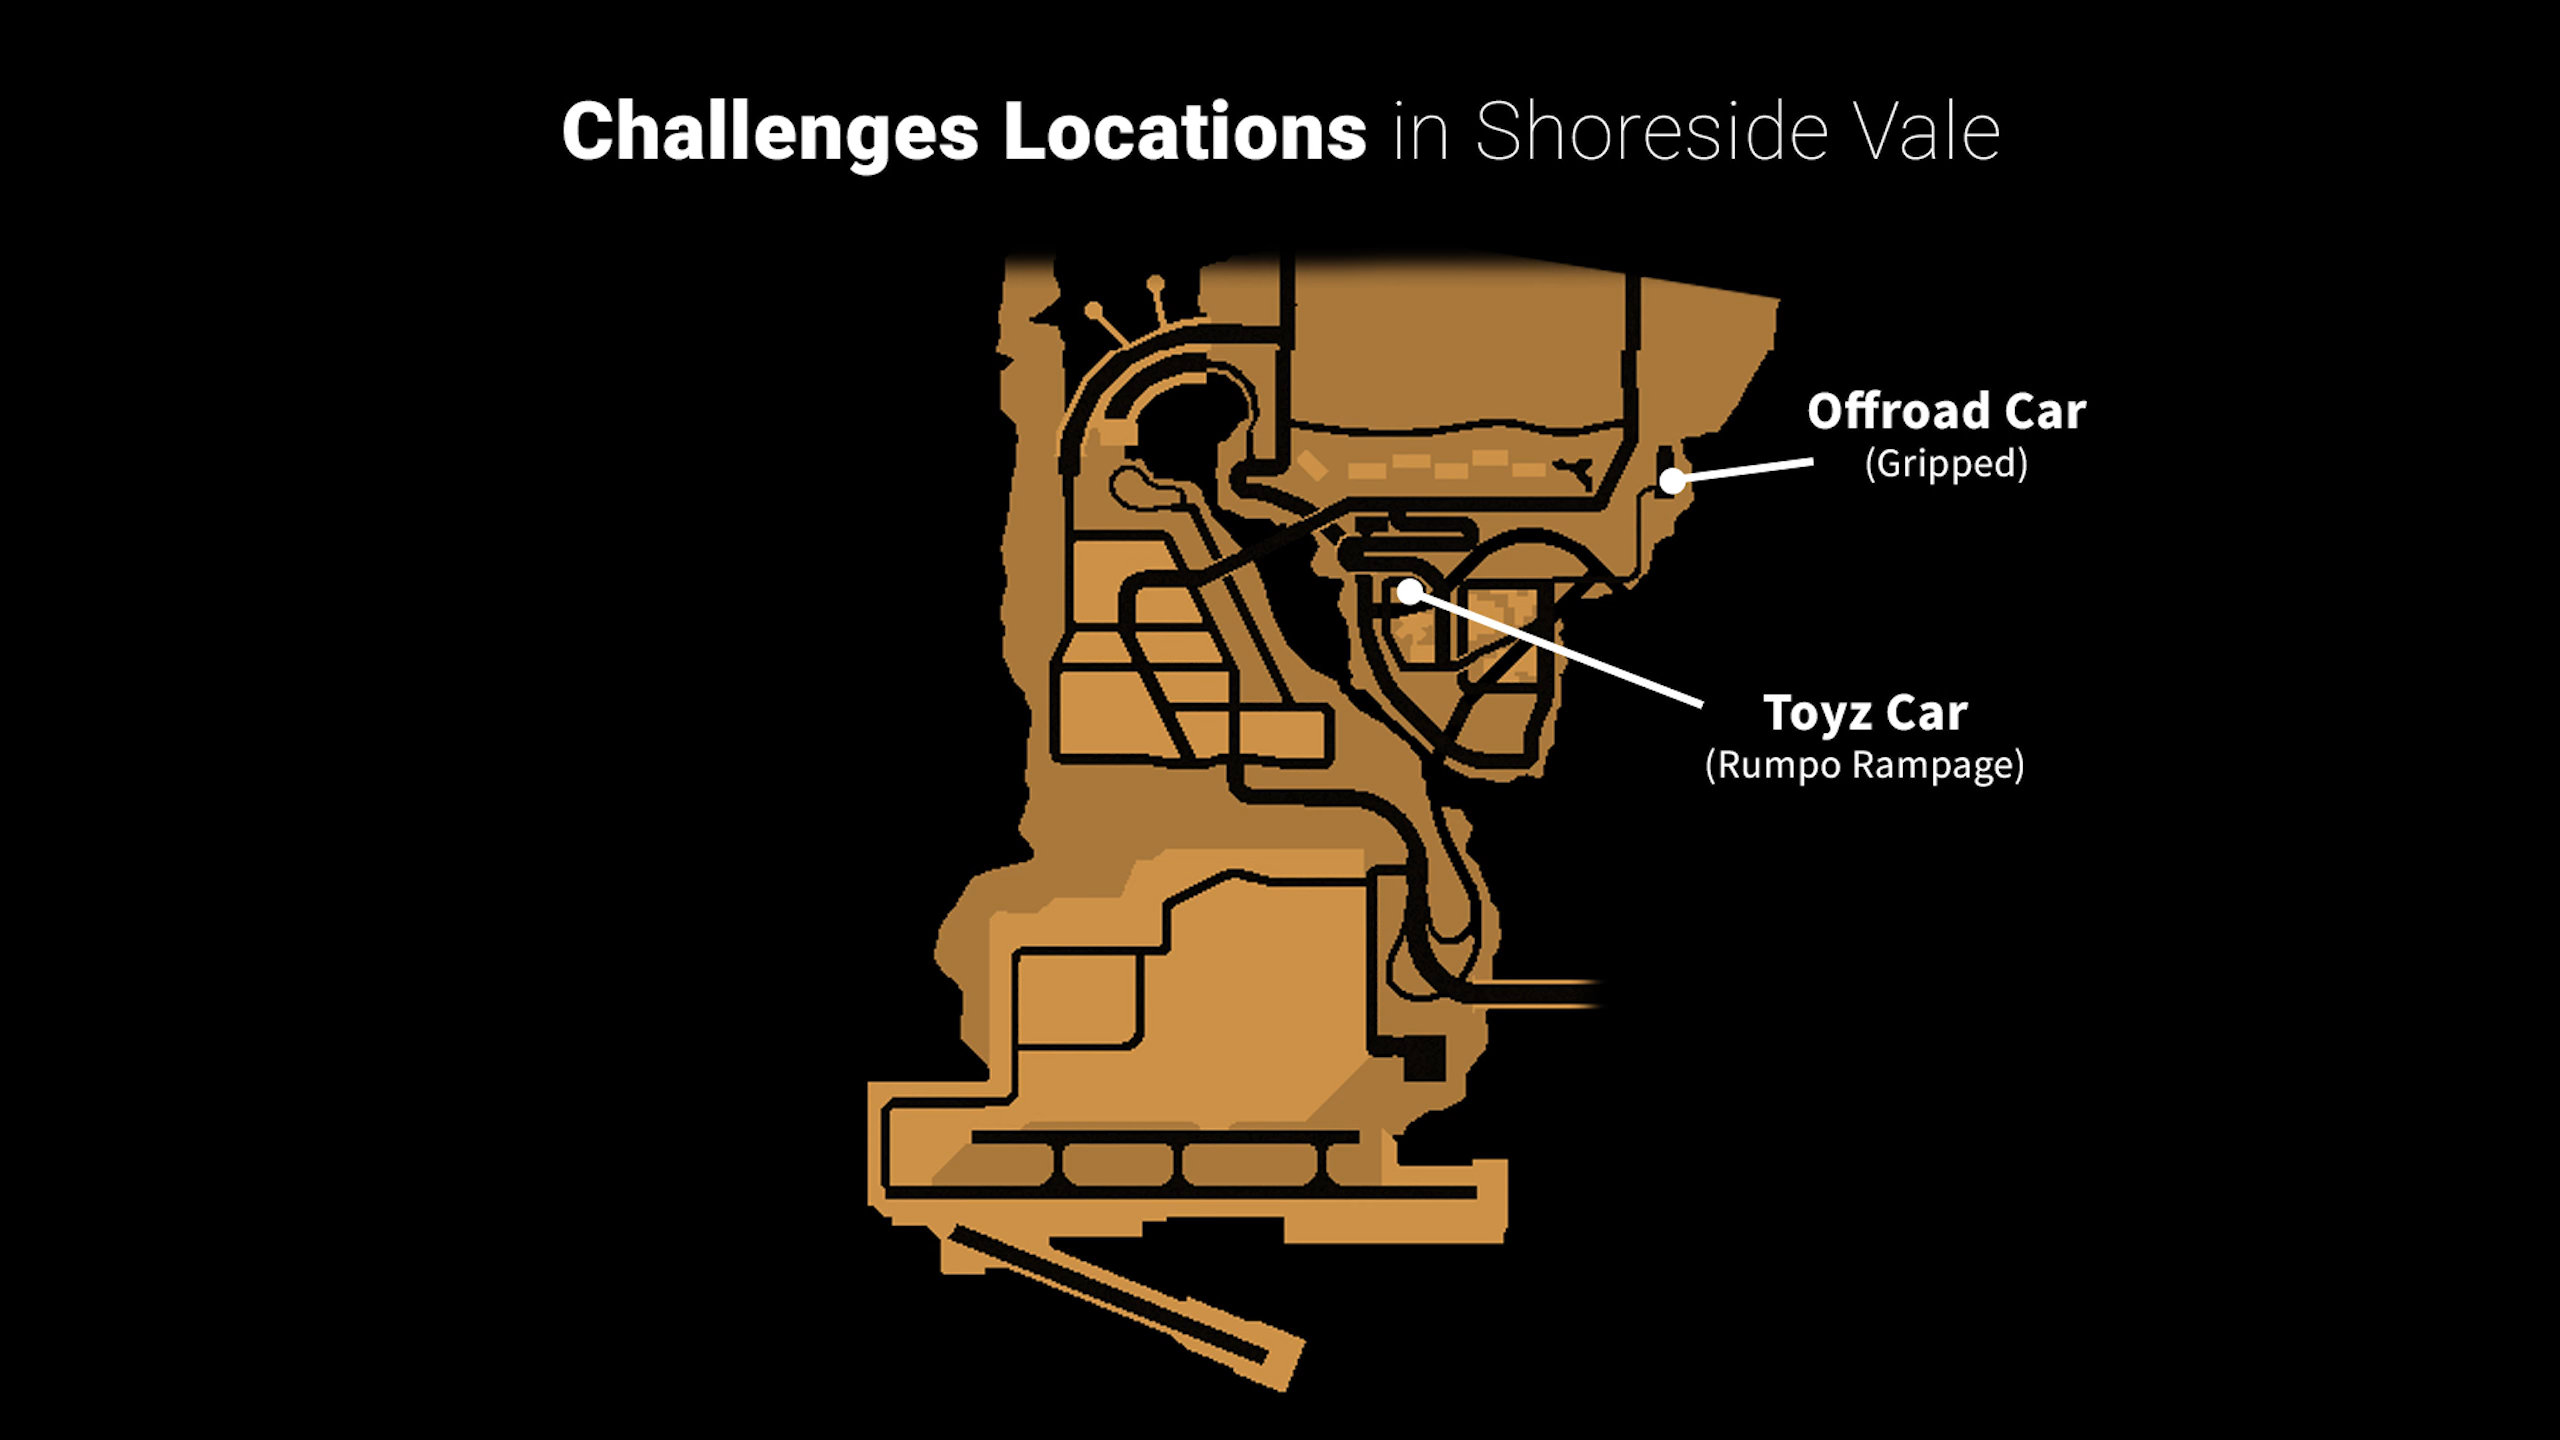 Challenges Locations in Shoreside Vale
Offroad Car
(Gripped)
Toyz Car
(Rumpo Rampage)